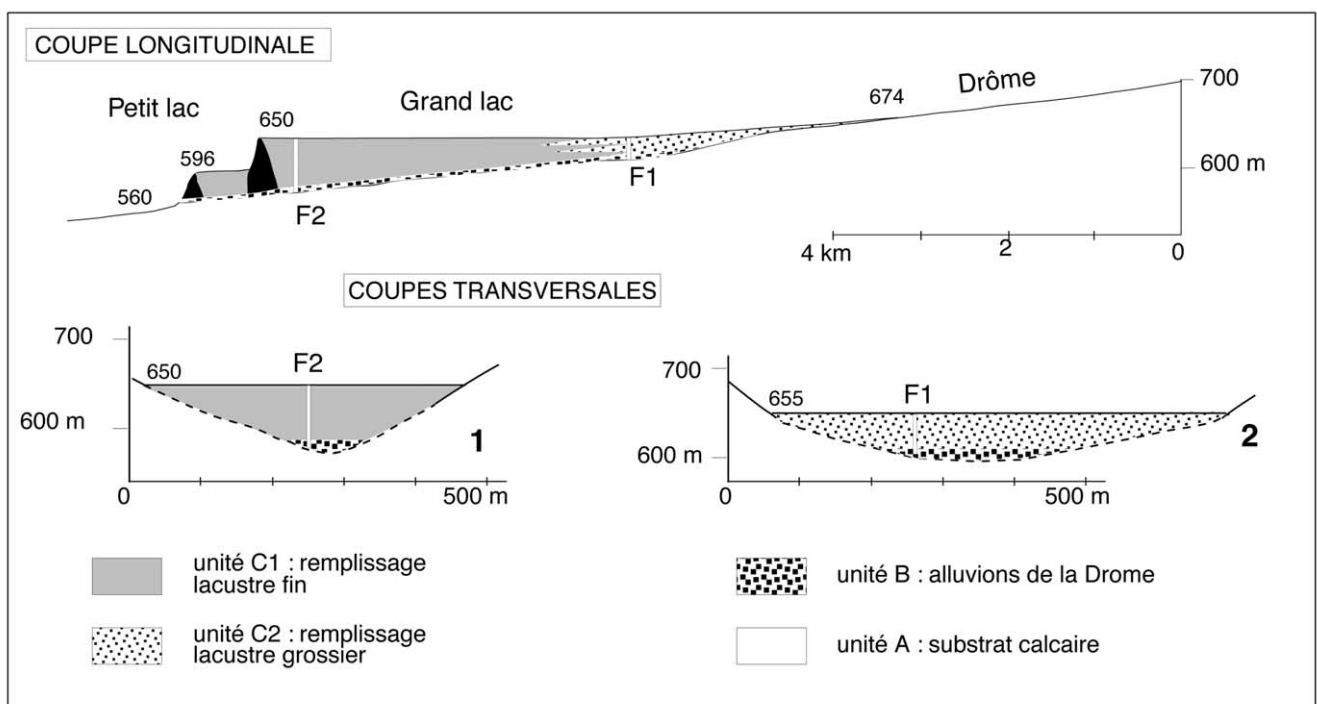 COUPE LONGITUDINALE
Petit lac
Grand lac
Drôme
700
674
650
596
600 m
560
F1
F2
4 km
2
0
COUPES TRANSVERSALES
700
F2
650
600 m
1
0
500 m
700
F1
655
600 m
2
0
500 m
unité C1 : remplissage
lacustre fin
unité B : alluvions de la Drome
unité C2 : remplissage
lacustre grossier
unité A : substrat calcaire